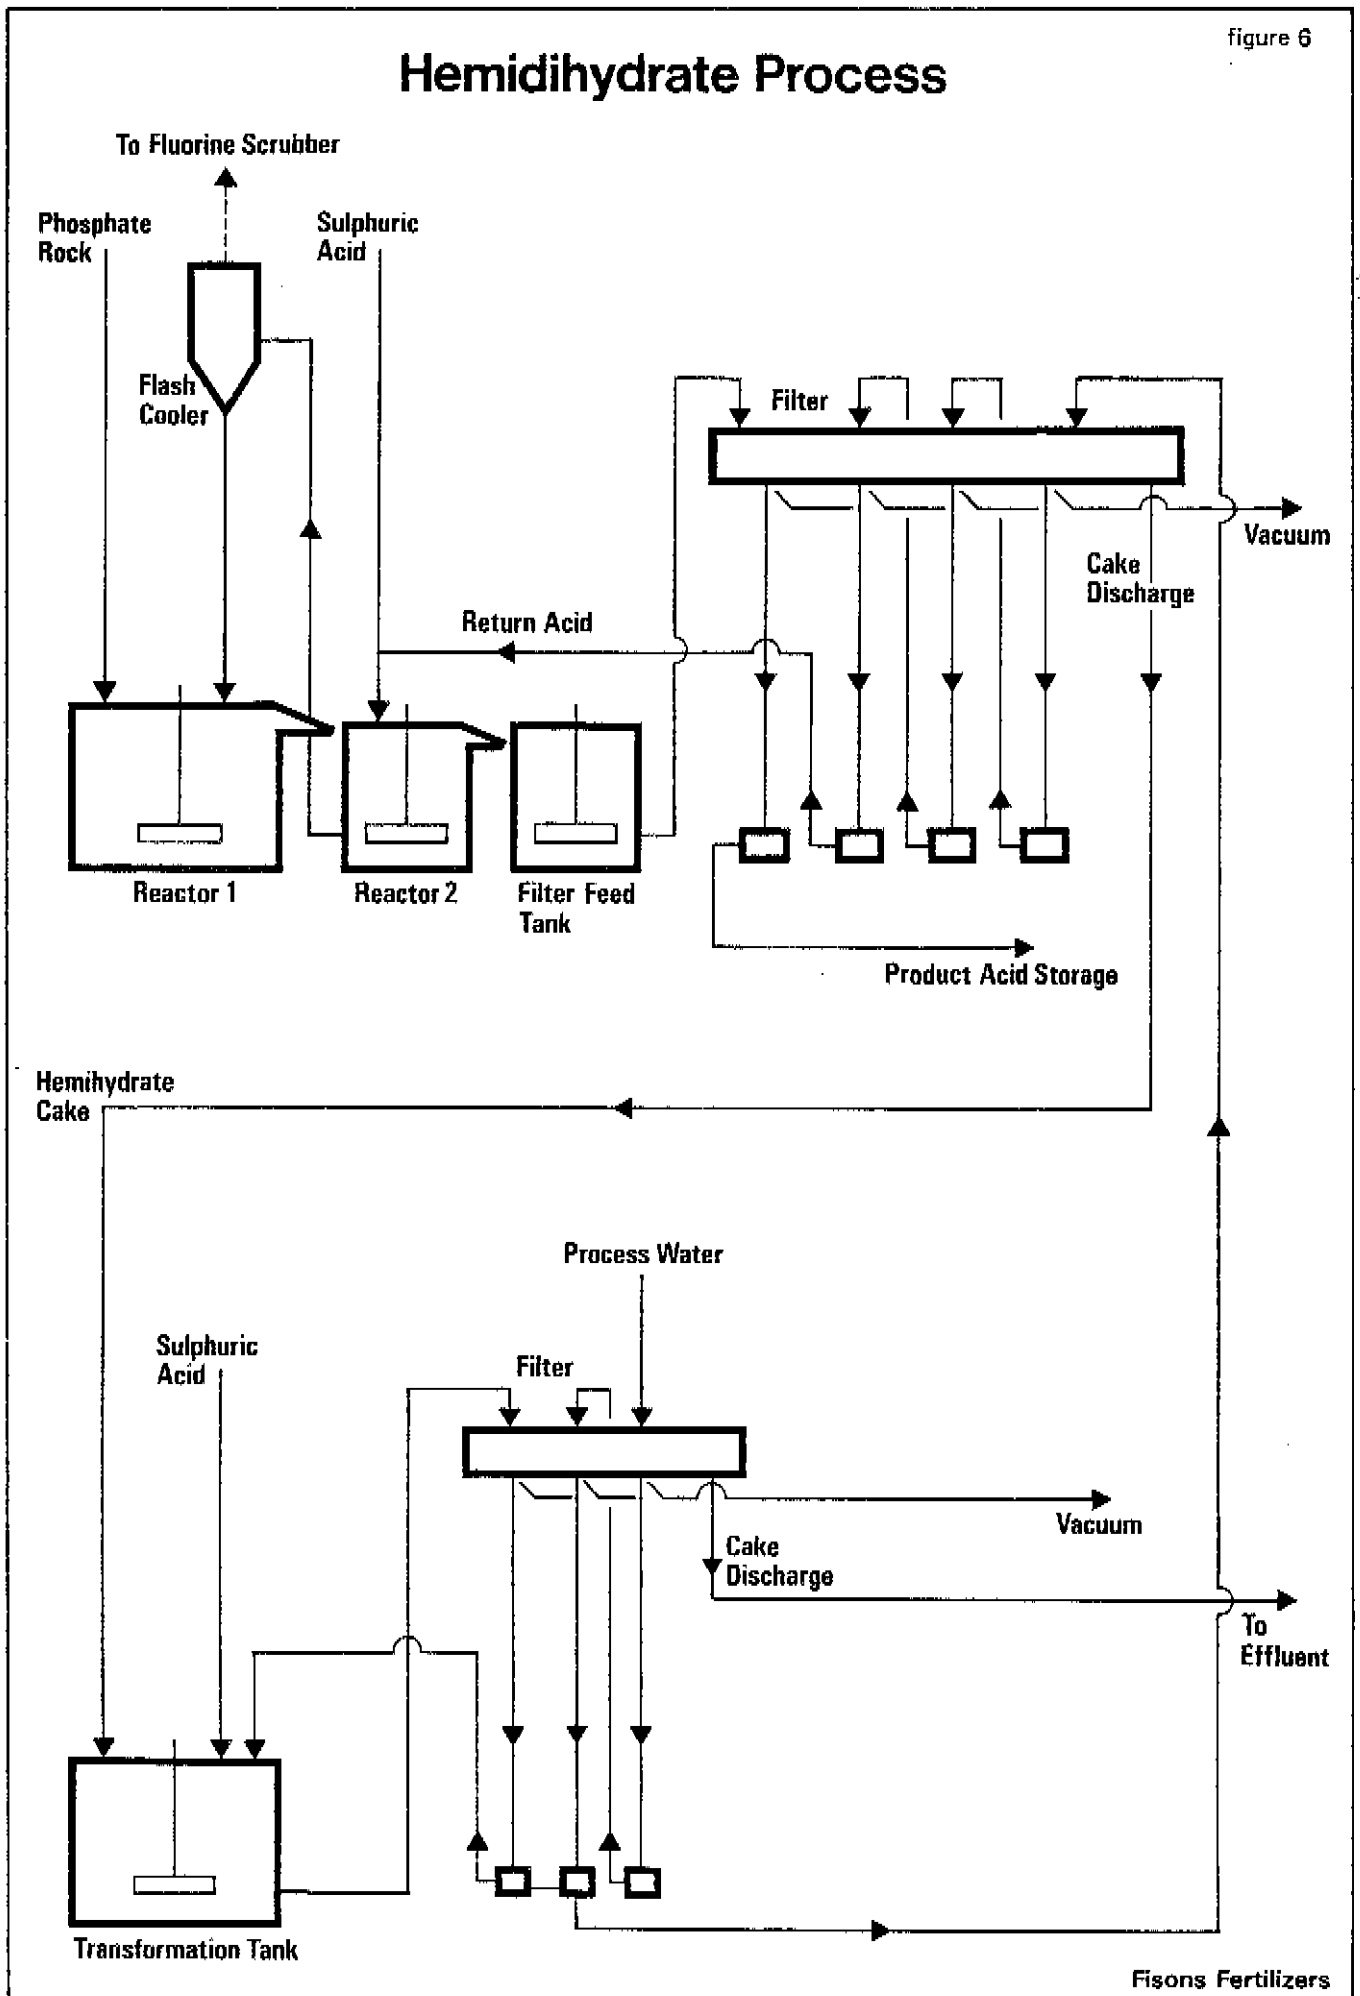 figure 6
Hemidihydrate Process
To Fluorine Scrubber
Phosphate
Rock
Sulphuric
Acid
Flash
Cooler
Filter
Vacuum
Cake
Discharge
Return Acid
Reactor 1
Reactor 2
Filter Feed
Tank
Product Acid Storage
Hemihydrate
Cake
Process Water
Sulphuric
Acid
Filter
Vacuum
Cake
Discharge
To
Effluent
Transformation Tank
Fisons Fertilizers